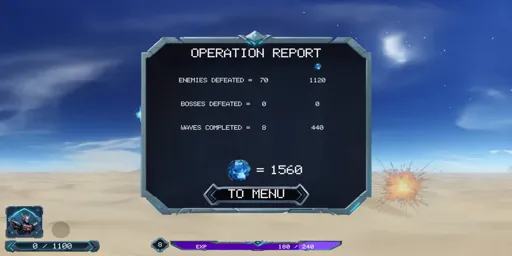 OPERATION REPORT
ENEMIES DEFEATED = 70 1120
BOSSES DEFEATED = 0 0
WAVES COMPLETED = 8 440
= 1560
TO MENU
0 / 1100
8 EXP 180 / 240